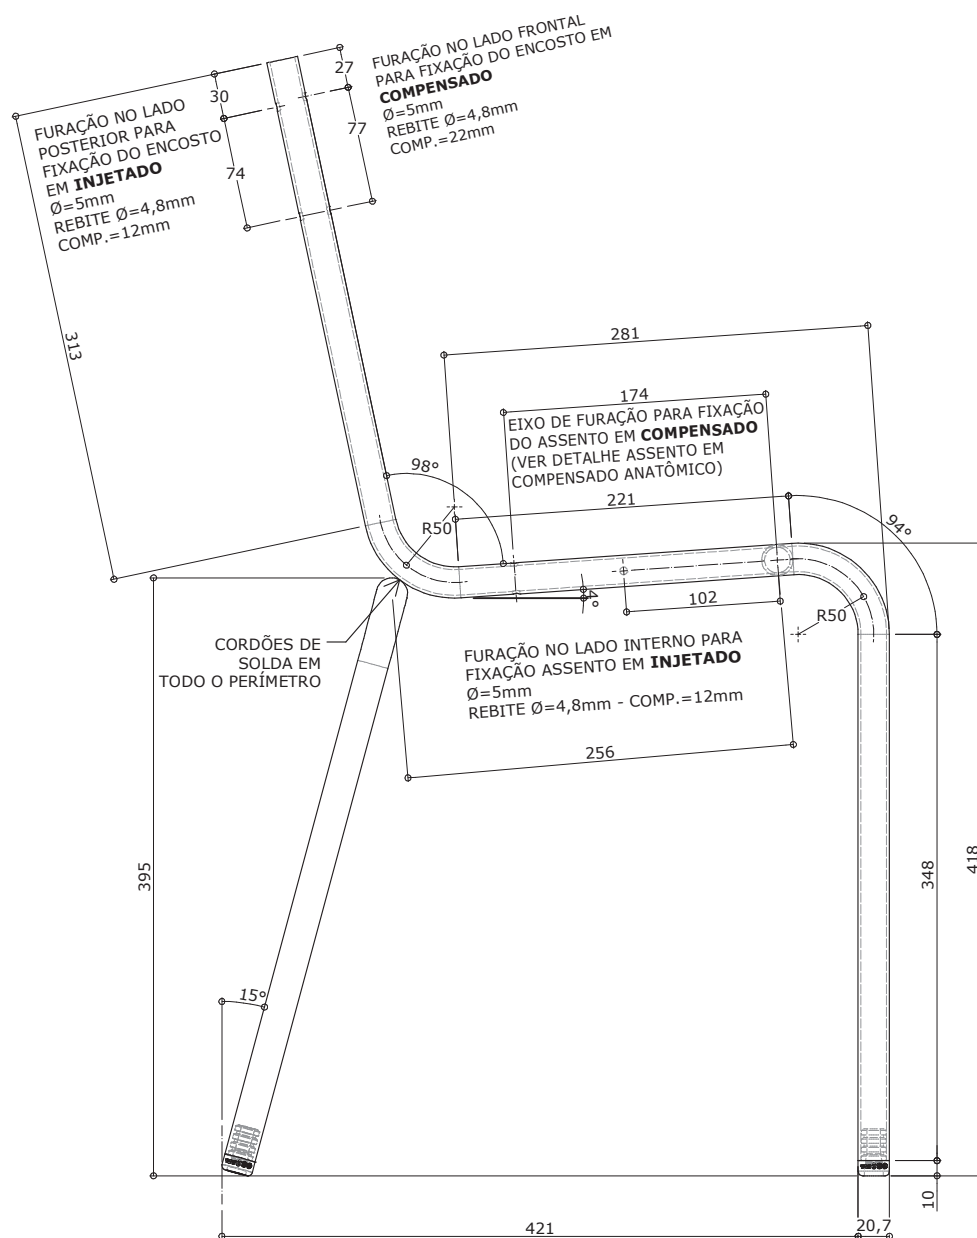 FURAÇÃO NO LADO FRONTAL
PARA FIXAÇÃO DO ENCOSTO EM
COMPENSADO
Ø=5mm
REBITE Ø=4,8mm
COMP.=22mm
27
77
30
74
FURAÇÃO NO LADO
POSTERIOR PARA
FIXAÇÃO DO ENCOSTO
EM INJETADO
Ø=5mm
REBITE Ø=4,8mm
COMP.=12mm
313
281
174
EIXO DE FURAÇÃO PARA FIXAÇÃO
DO ASSENTO EM COMPENSADO
(VER DETALHE ASSENTO EM
COMPENSADO ANATÔMICO)
221
98°
R50
94°
R50
4°
102
CORDÕES DE
SOLDA EM
TODO O PERÍMETRO
FURAÇÃO NO LADO INTERNO PARA
FIXAÇÃO ASSENTO EM INJETADO
Ø=5mm
REBITE Ø=4,8mm - COMP.=12mm
256
395
348
418
15°
10
421
20,7